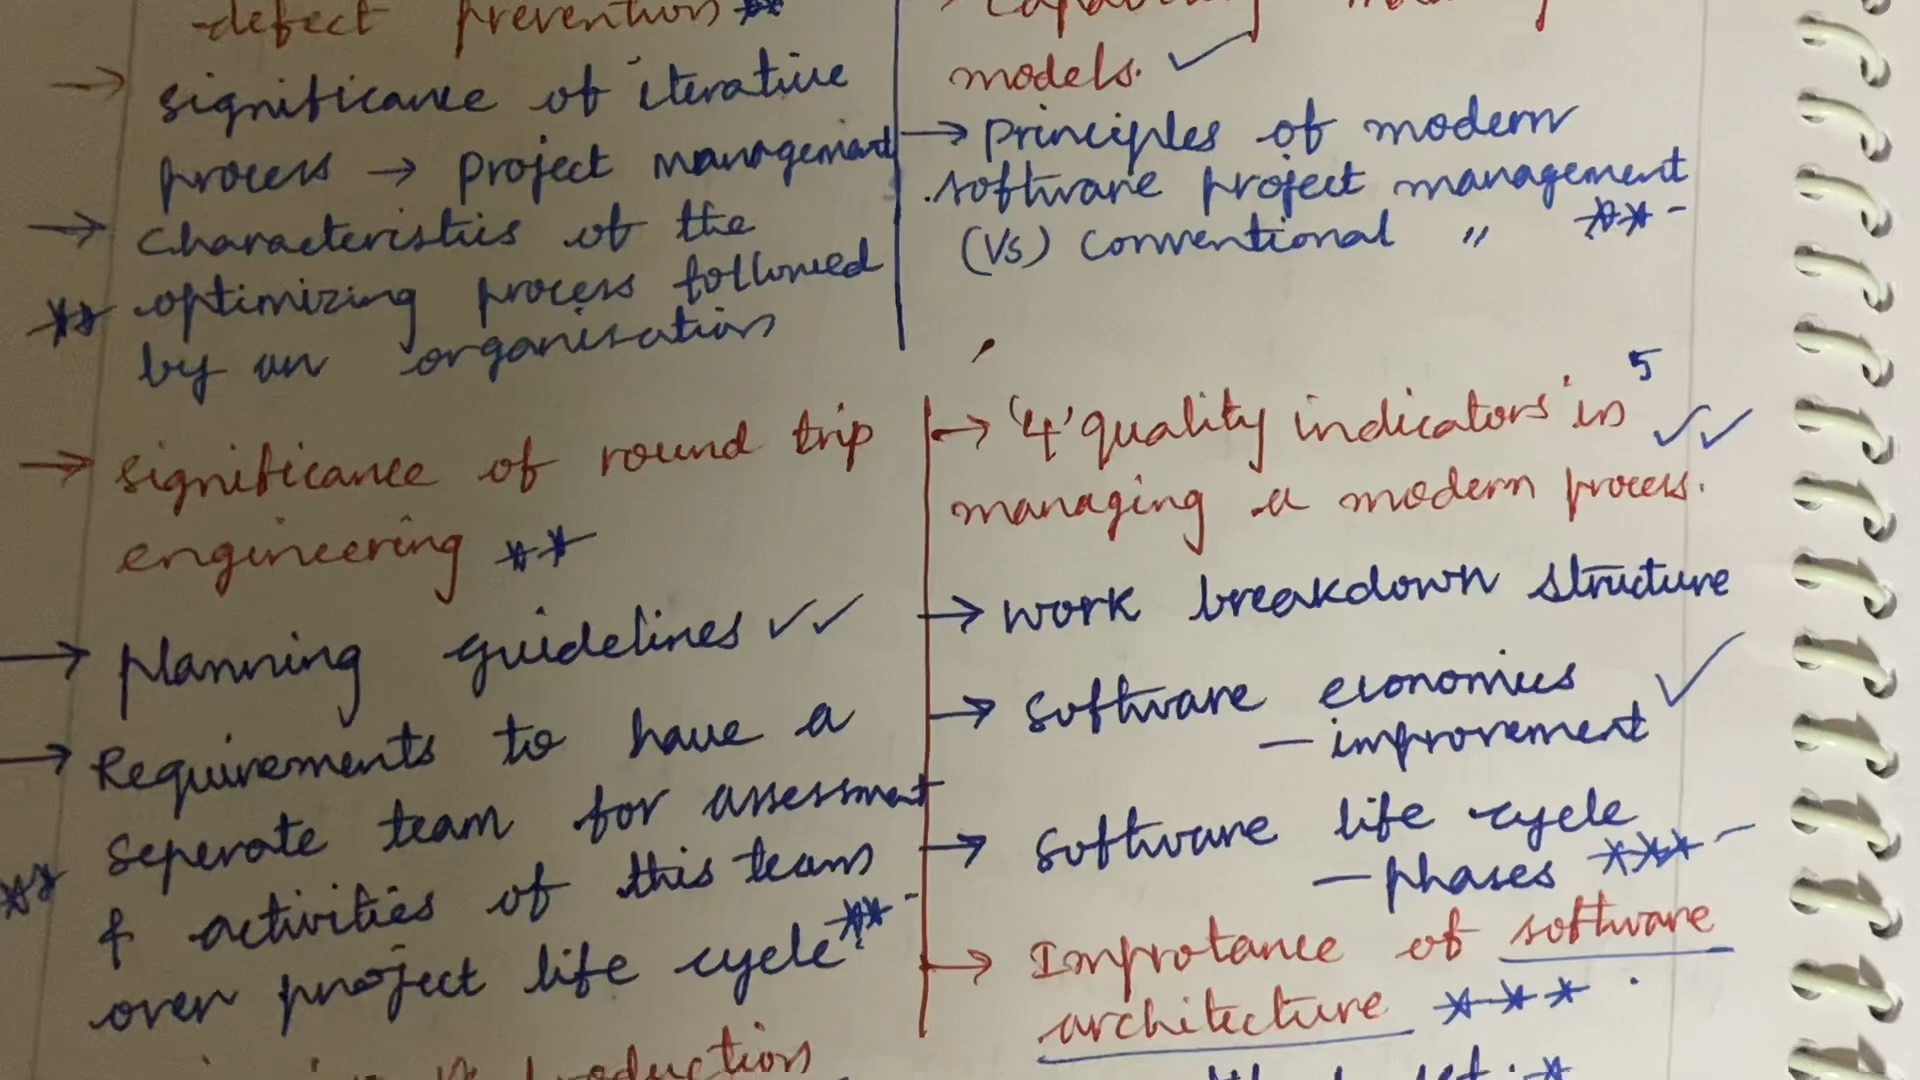 defect prevention **
→ significance of iterative
process → project management
→ characteristics of the
** optimizing process followed
by an organisation
→ significance of round trip
engineering **
→ planning guidelines ✓✓
→ Requirements to have a
seperate team for assessment
** & activities of this team
over project life cycle **
models. ✓
→ principles of modern
software project management
(Vs) conventional " **
5
→ '4' quality indicators in ✓✓
managing a modern process.
→ work breakdown structure
→ software economics ✓
— improvement
→ software life cycle
— phases ***
→ Improtance of software
architecture ***